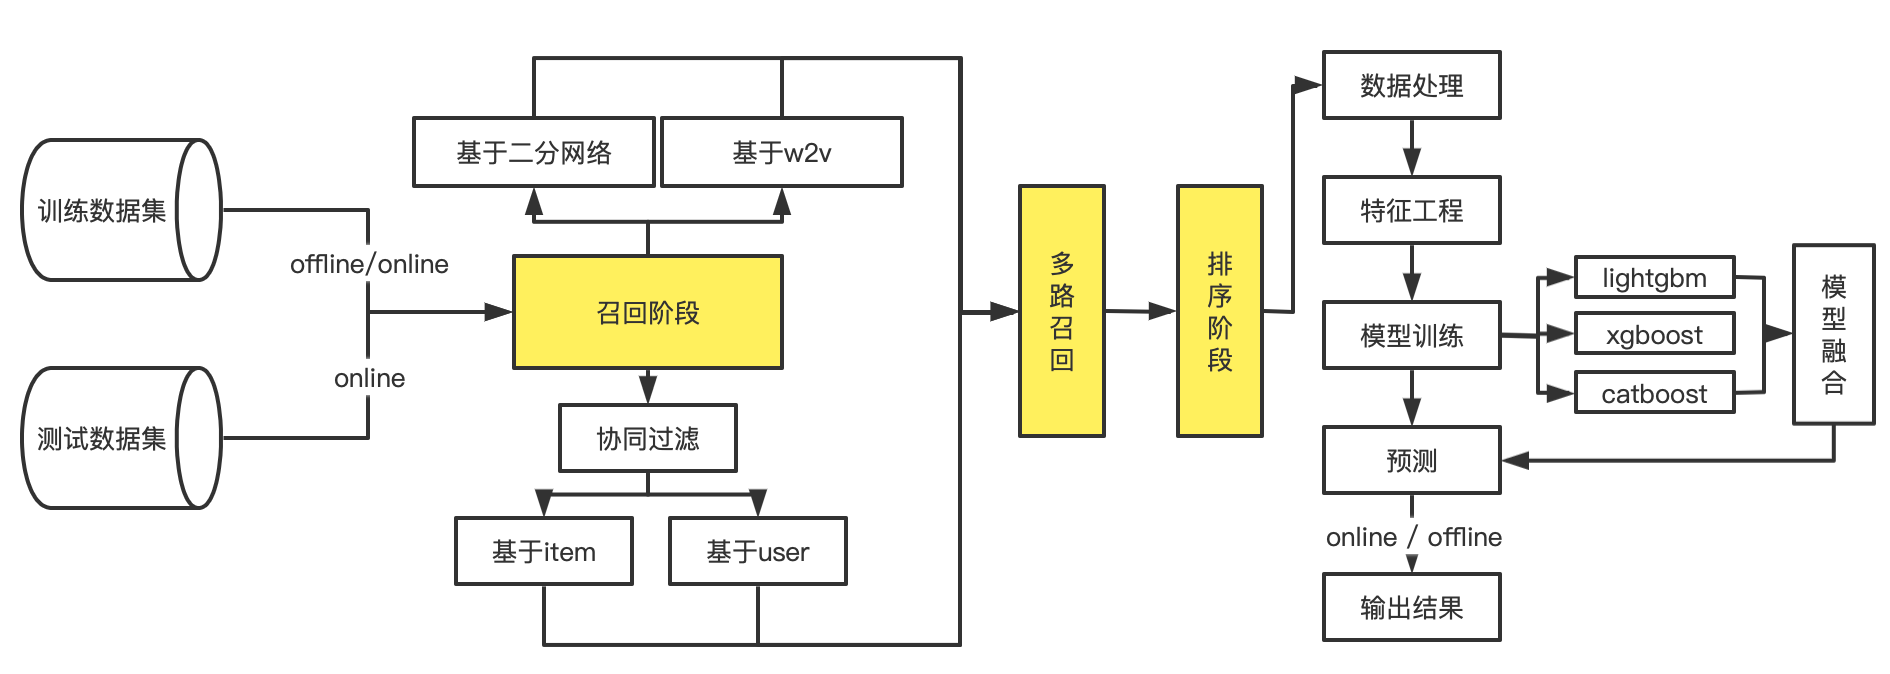 训练数据集
测试数据集
offline/online
online
基于二分网络
基于w2v
召回阶段
协同过滤
基于item
基于user
多
路
召
回
排
序
阶
段
数据处理
特征工程
模型训练
lightgbm
xgboost
catboost
模
型
融
合
预测
online / offline
输出结果